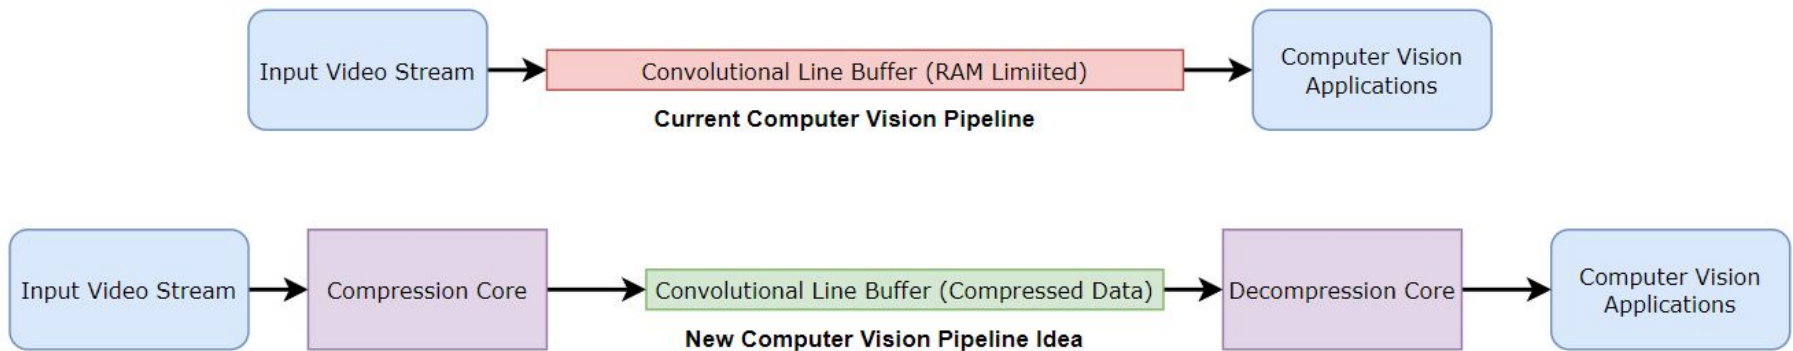 Input Video Stream
Convolutional Line Buffer (RAM Limiited)
Computer Vision
Applications
Current Computer Vision Pipeline
Input Video Stream
Compression Core
Convolutional Line Buffer (Compressed Data)
Decompression Core
Computer Vision
Applications
New Computer Vision Pipeline Idea